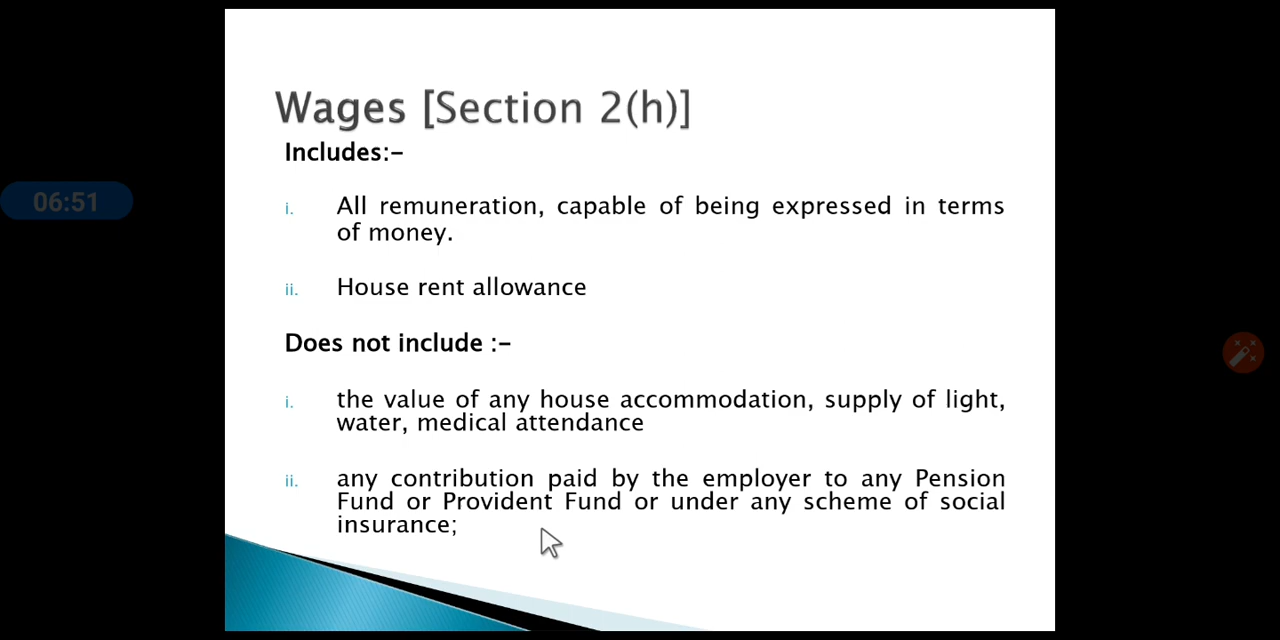 Wages [Section 2(h)]
Includes:-
i. All remuneration, capable of being expressed in terms
of money.
06:51
ii. House rent allowance
Does not include :-
i. the value of any house accommodation, supply of light,
water, medical attendance
ii. any contribution paid by the employer to any Pension
Fund or Provident Fund or under any scheme of social
insurance;